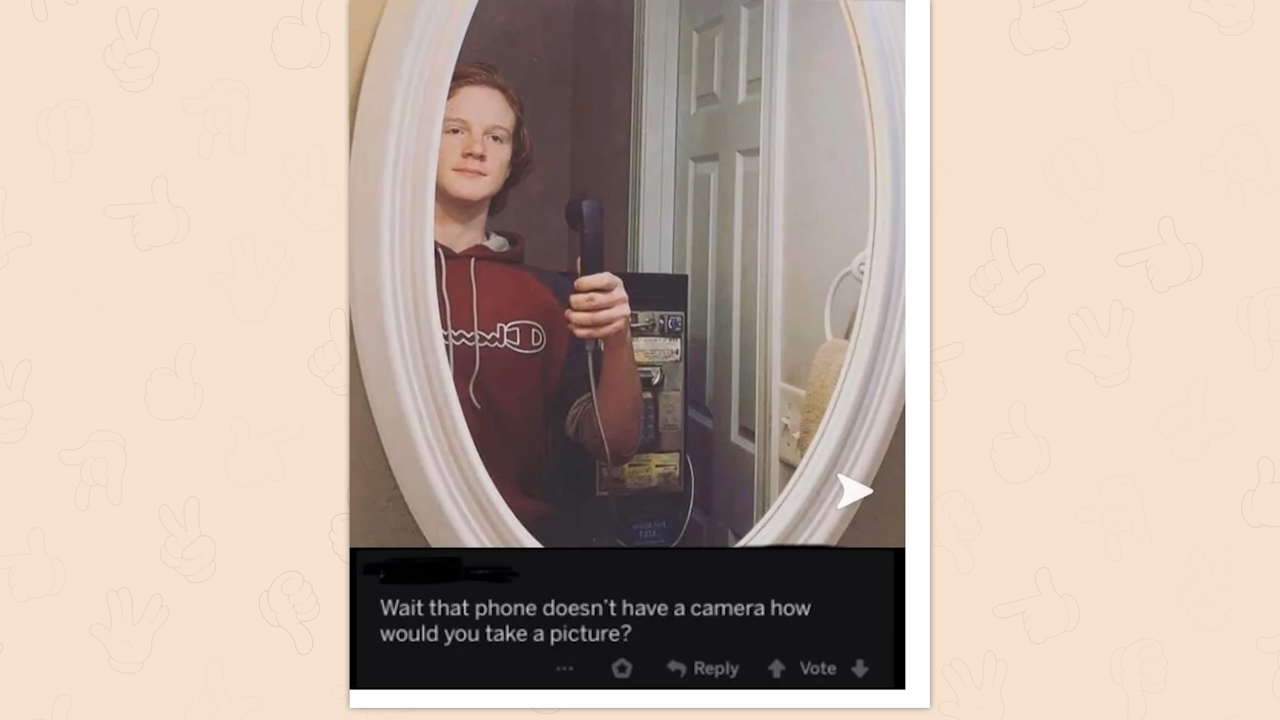 Wait that phone doesn't have a camera how
would you take a picture?
Reply
Vote